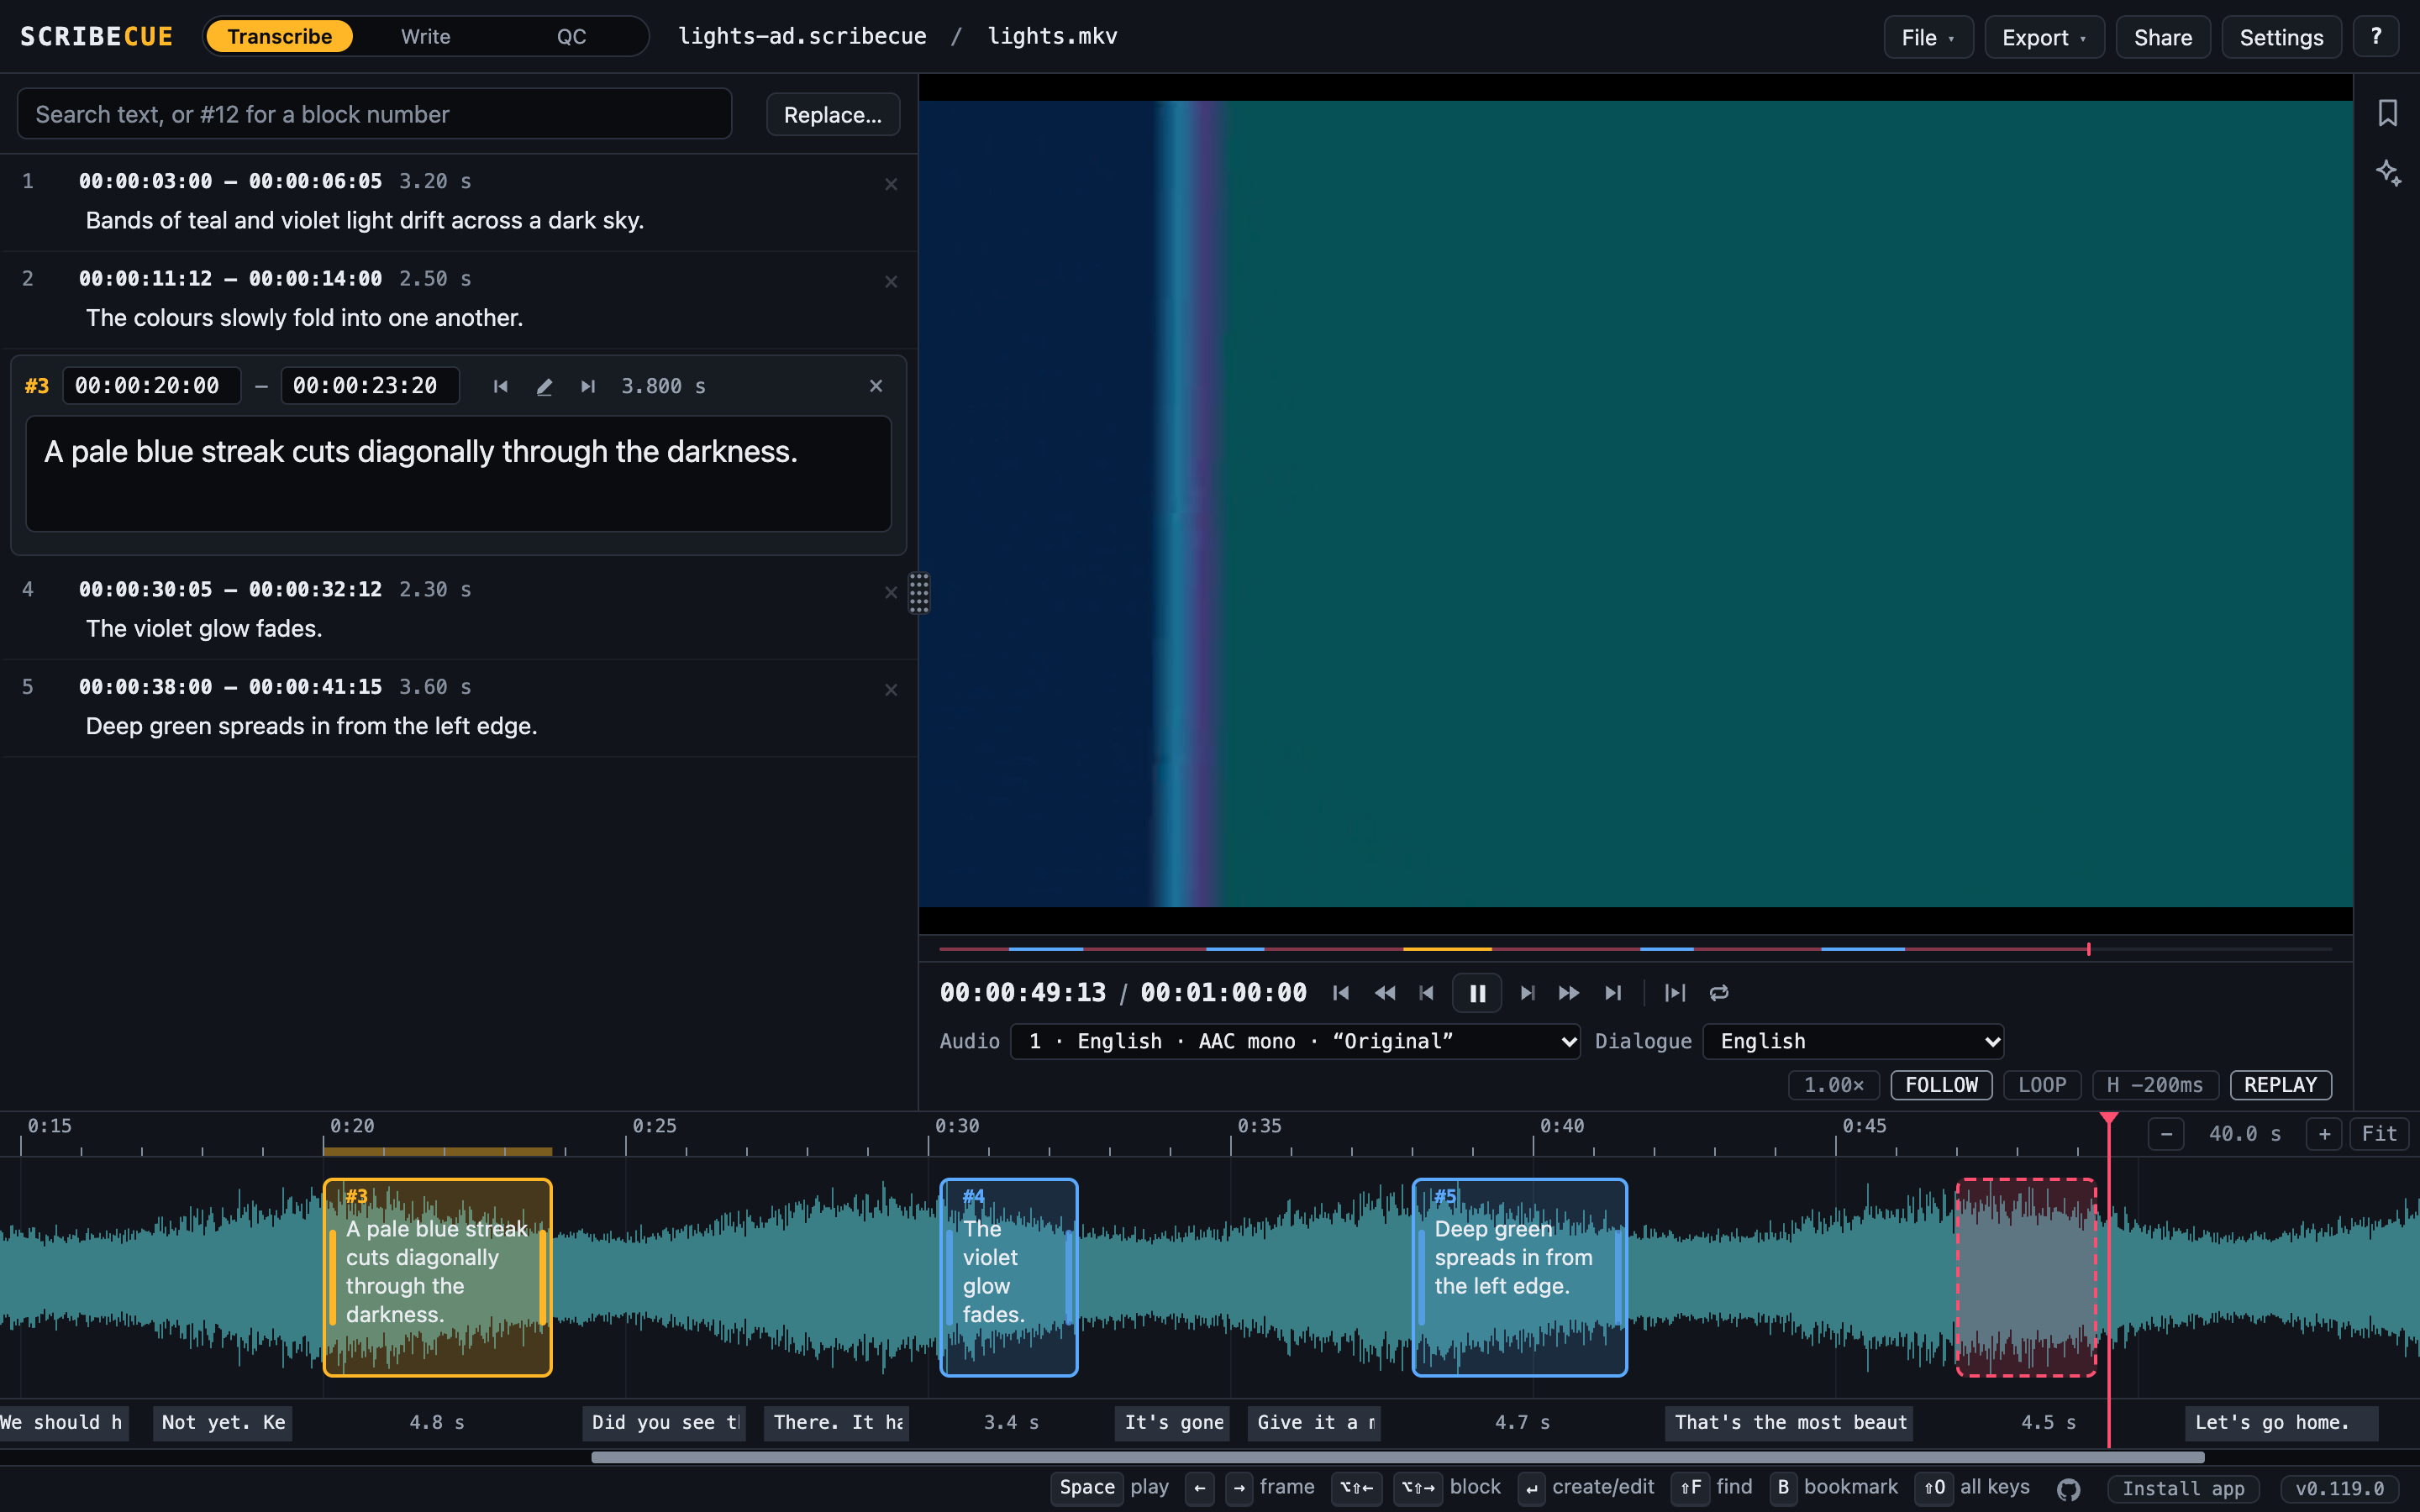 SCRIBECUE Transcribe Write QC lights-ad.scribecue / lights.mkv File Export Share Settings ?
Search text, or #12 for a block number Replace...
1 00:00:03:00 – 00:00:06:05 3.20 s
Bands of teal and violet light drift across a dark sky.
2 00:00:11:12 – 00:00:14:00 2.50 s
The colours slowly fold into one another.
#3 00:00:20:00 – 00:00:23:20 3.800 s
A pale blue streak cuts diagonally through the darkness.
4 00:00:30:05 – 00:00:32:12 2.30 s
The violet glow fades.
5 00:00:38:00 – 00:00:41:15 3.60 s
Deep green spreads in from the left edge.
00:00:49:13 / 00:01:00:00
Audio 1 · English · AAC mono · “Original” Dialogue English
1.00× FOLLOW LOOP H −200ms REPLAY
0:15 0:20 0:25 0:30 0:35 0:40 0:45 − 40.0 s + Fit
#3
A pale blue streak
cuts diagonally
through the
darkness.
#4
The
violet
glow
fades.
#5
Deep green
spreads in from
the left edge.
We should h Not yet. Ke 4.8 s Did you see t There. It ha 3.4 s It's gone Give it a m 4.7 s That's the most beaut 4.5 s Let's go home.
Space play ← → frame ⌥⇧← ⌥⇧→ block ↵ create/edit ⇧F find B bookmark ⇧O all keys Install app v0.119.0